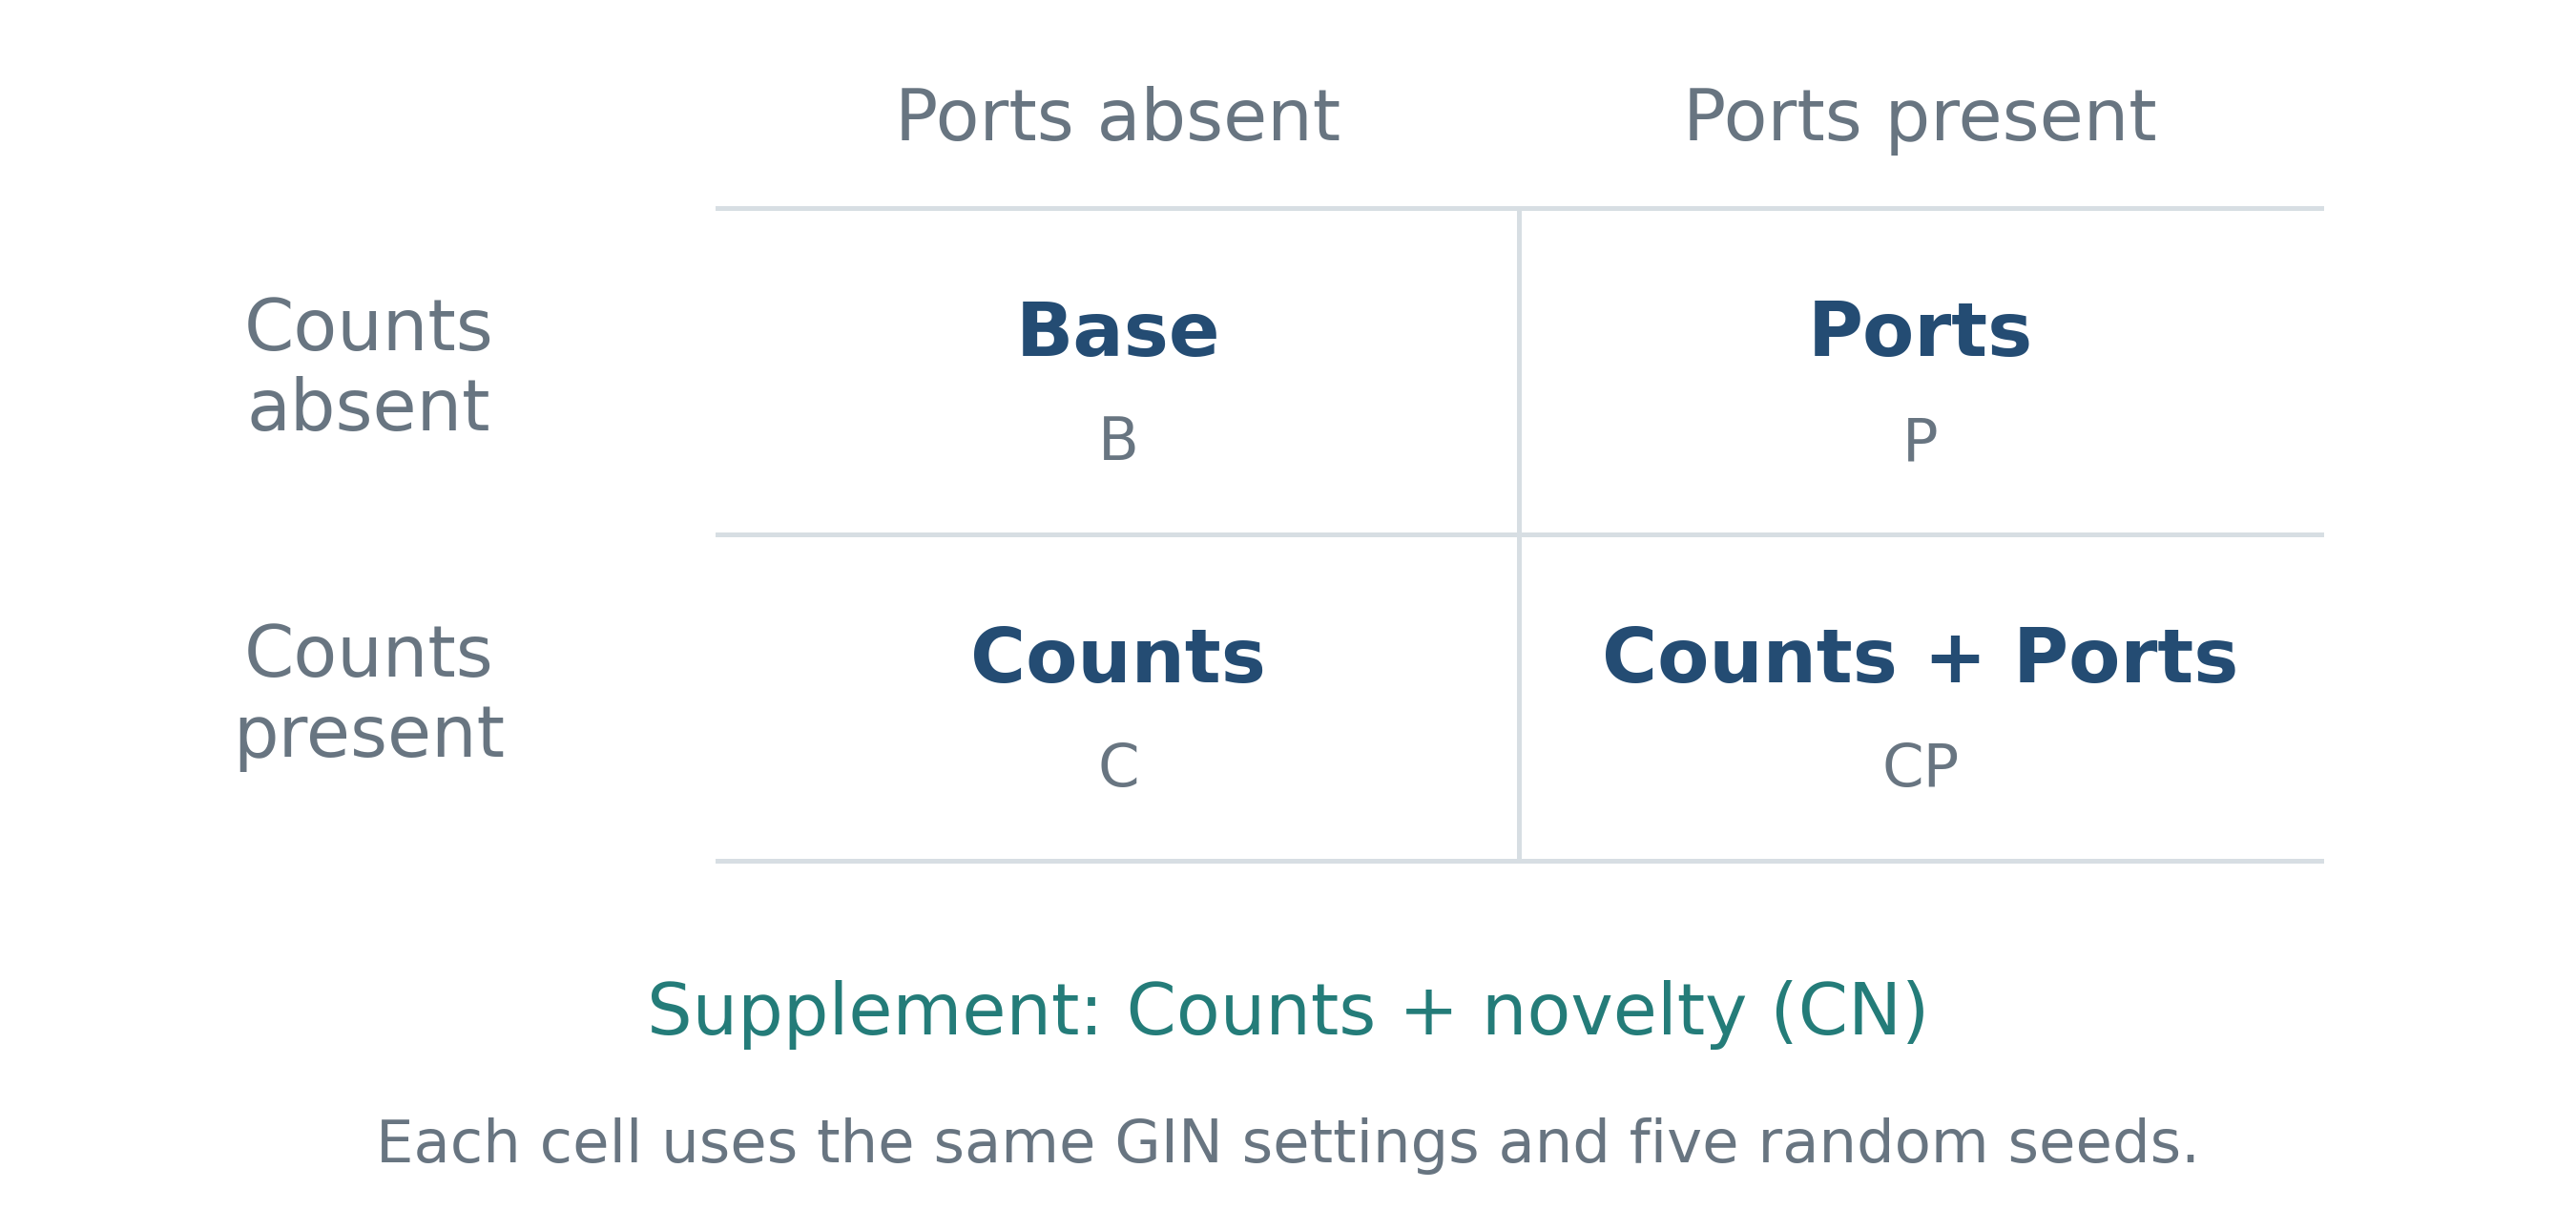 Ports absent
Ports present
Counts
absent
Base
B
Ports
P
Counts
present
Counts
C
Counts + Ports
CP
Supplement: Counts + novelty (CN)
Each cell uses the same GIN settings and five random seeds.